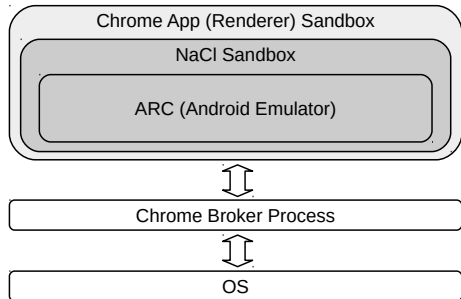 Chrome App (Renderer) Sandbox
NaCl Sandbox
ARC (Android Emulator)
Chrome Broker Process
OS